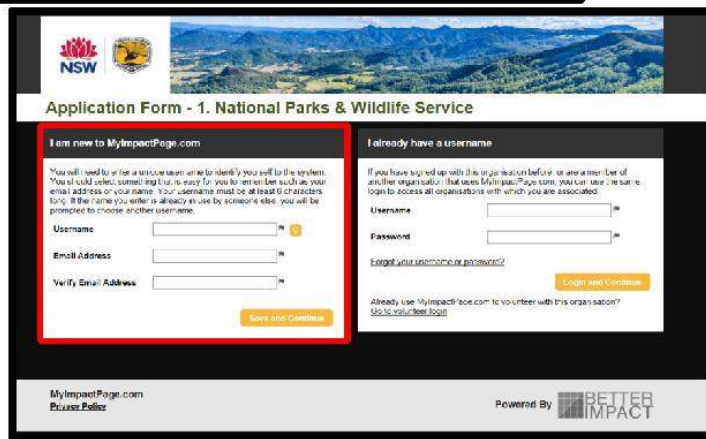 NSW
Application Form - 1. National Parks & Wildlife Service
I am new to MyImpactPage.com
You will need to enter a unique username to identify yourself to the system.
You should select something that is easy for you to remember such as your
email address or your name. Your username must be at least 6 characters
long. If the name you enter is already in use by someone else, you will be
prompted to choose another username.
Username
Email Address
Verify Email Address
Save and Continue
I already have a username
If you have signed up with this organisation before, or are a member of
another organisation that uses MyImpactPage.com, you can use the same
login to access all organisations with which you are associated.
Username
Password
Forgot your username or password?
Login and Continue
Already use MyImpactPage.com to volunteer with this organisation?
Go to volunteer login
MyImpactPage.com
Privacy Policy
Powered By BETTER
IMPACT